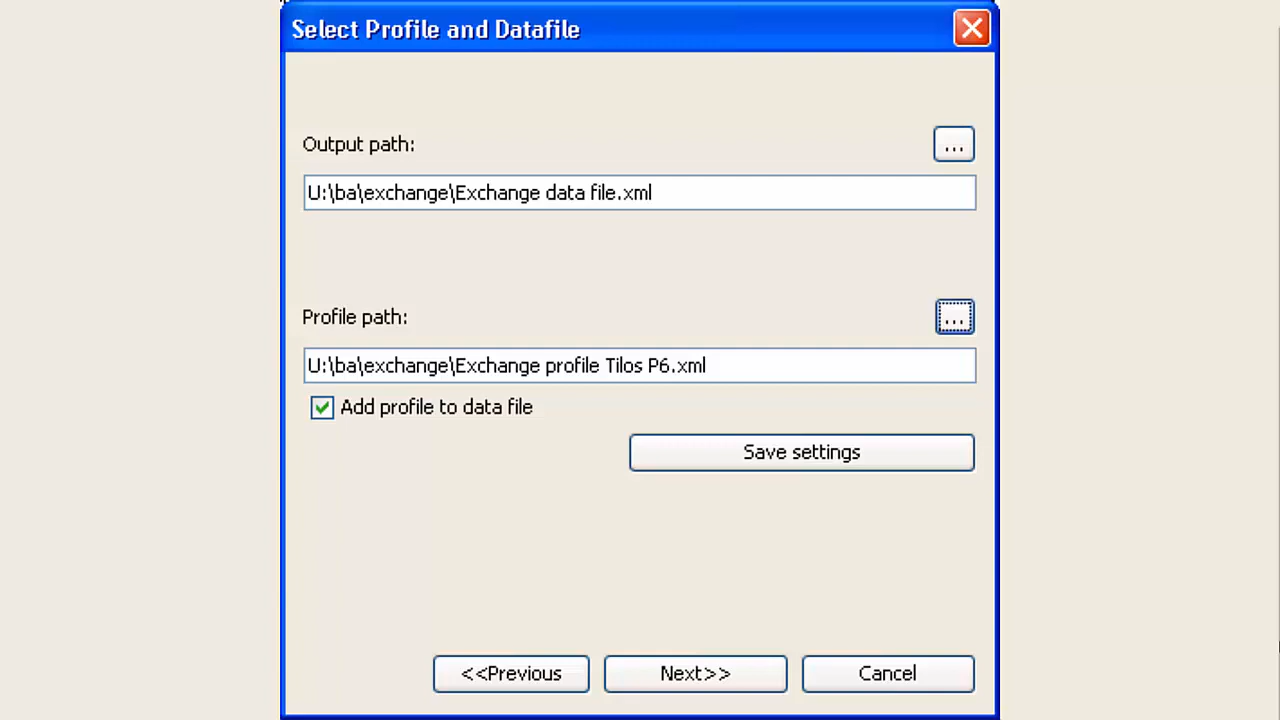 Select Profile and Datafile
Output path:
...
U:\ba\exchange\Exchange data file.xml
Profile path:
...
U:\ba\exchange\Exchange profile Tilos P6.xml
Add profile to data file
Save settings
<<Previous Next>> Cancel